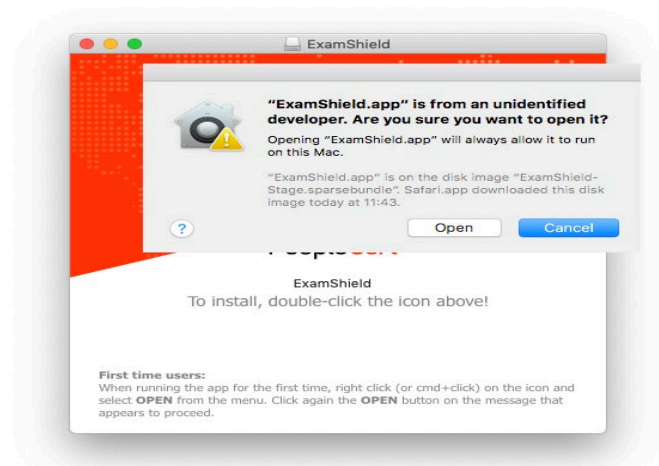 ExamShield
“ExamShield.app” is from an unidentified
developer. Are you sure you want to open it?
Opening “ExamShield.app” will always allow it to run
on this Mac.
“ExamShield.app” is on the disk image “ExamShield-
Stage.sparsebundle”. Safari.app downloaded this disk
image today at 11:43.
?
Open
Cancel
ExamShield
To install, double-click the icon above!
First time users:
When running the app for the first time, right click (or cmd+click) on the icon and
select OPEN from the menu. Click again the OPEN button on the message that
appears to proceed.